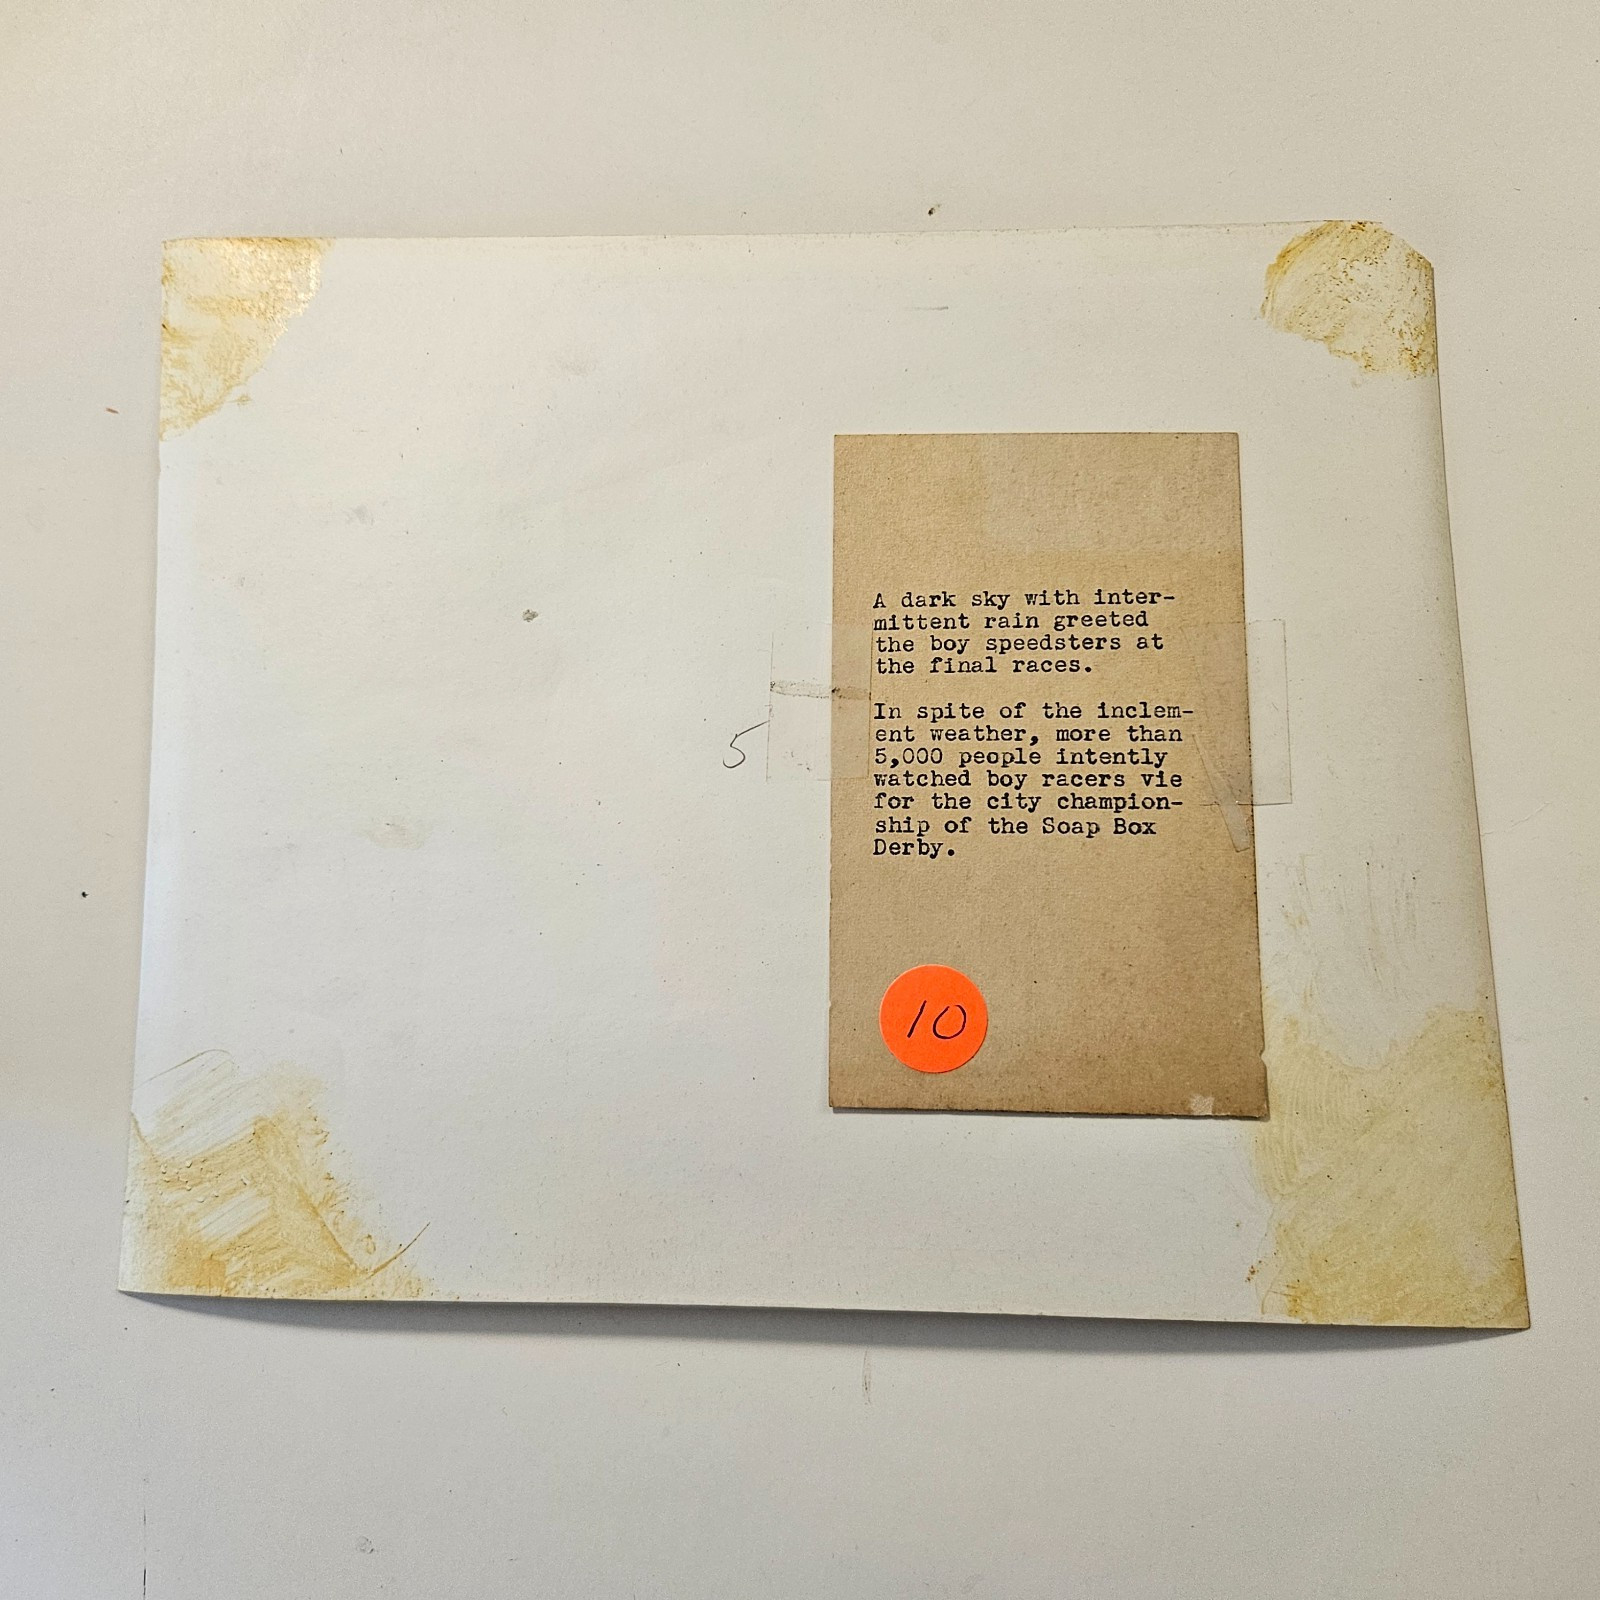 A dark sky with inter-
mittent rain greeted
the boy speedsters at
the final races.
In spite of the inclem-
ent weather, more than
5,000 people intently
watched boy racers vie
for the city champion-
ship of the Soap Box
Derby.
5
10